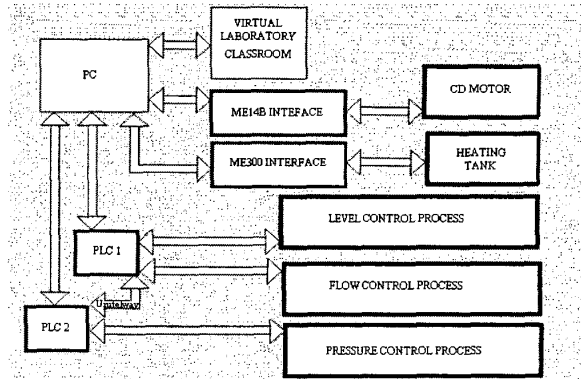 VIRTUAL
LABORATORY
CLASSROOM
PC
ME14B INTEFACE
CD MOTOR
ME300 INTERFACE
HEATING
TANK
LEVEL CONTROL PROCESS
PLC 1
FLOW CONTROL PROCESS
Unitelway
PLC 2
PRESSURE CONTROL PROCESS